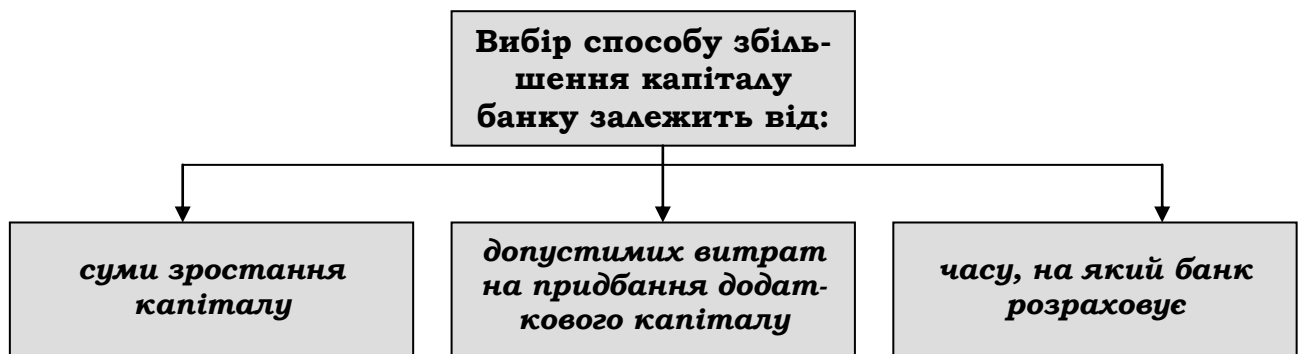 Вибір способу збіль-
шення капіталу
банку залежить від:
суми зростання
капіталу
допустимих витрат
на придбання додат-
кового капіталу
часу, на який банк
розраховує